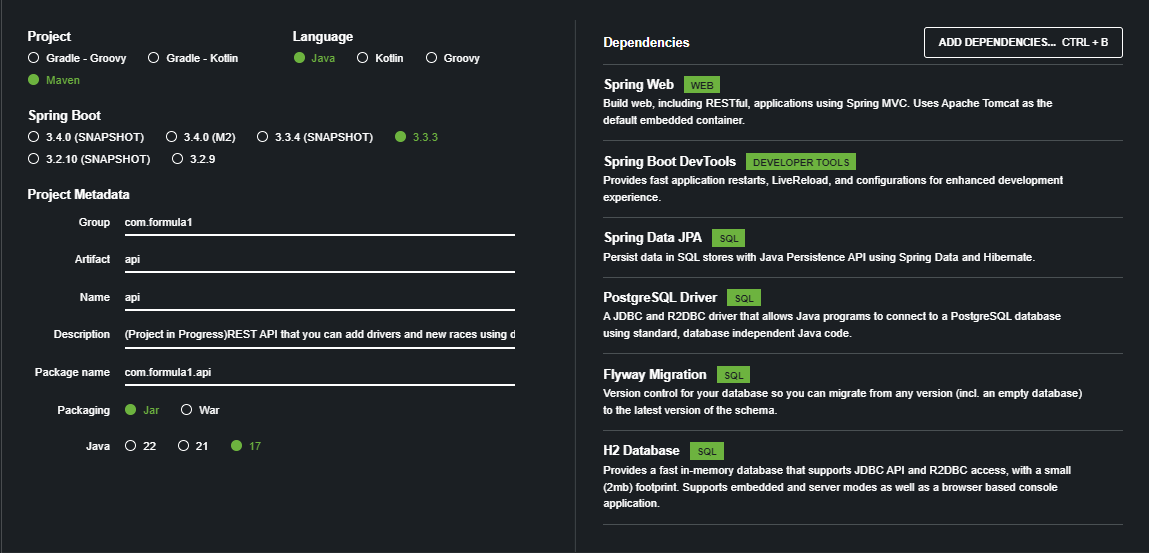 Project
Gradle - Groovy Gradle - Kotlin
Maven
Language
Java Kotlin Groovy
Spring Boot
3.4.0 (SNAPSHOT) 3.4.0 (M2) 3.3.4 (SNAPSHOT) 3.3.3
3.2.10 (SNAPSHOT) 3.2.9
Project Metadata
Group com.formula1
Artifact api
Name api
Description (Project in Progress)REST API that you can add drivers and new races using d
Package name com.formula1.api
Packaging Jar War
Java 22 21 17
Dependencies
ADD DEPENDENCIES... CTRL + B
Spring Web WEB
Build web, including RESTful, applications using Spring MVC. Uses Apache Tomcat as the
default embedded container.
Spring Boot DevTools DEVELOPER TOOLS
Provides fast application restarts, LiveReload, and configurations for enhanced development
experience.
Spring Data JPA SQL
Persist data in SQL stores with Java Persistence API using Spring Data and Hibernate.
PostgreSQL Driver SQL
A JDBC and R2DBC driver that allows Java programs to connect to a PostgreSQL database
using standard, database independent Java code.
Flyway Migration SQL
Version control for your database so you can migrate from any version (incl. an empty database)
to the latest version of the schema.
H2 Database SQL
Provides a fast in-memory database that supports JDBC API and R2DBC access, with a small
(2mb) footprint. Supports embedded and server modes as well as a browser based console
application.